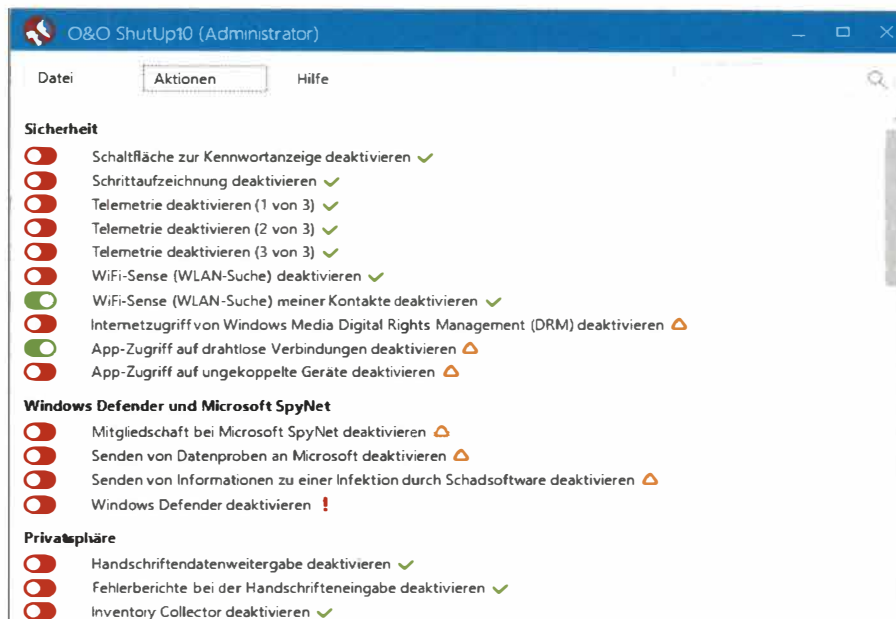 O&O ShutUp10 (Administrator)
Datei Aktionen Hilfe
Sicherheit
Schaltfläche zur Kennwortanzeige deaktivieren
Schrittaufzeichnung deaktivieren
Telemetrie deaktivieren (1 von 3)
Telemetrie deaktivieren (2 von 3)
Telemetrie deaktivieren (3 von 3)
WiFi-Sense (WLAN-Suche) deaktivieren
WiFi-Sense (WLAN-Suche) meiner Kontakte deaktivieren
Internetzugriff von Windows Media Digital Rights Management (DRM) deaktivieren
App-Zugriff auf drahtlose Verbindungen deaktivieren
App-Zugriff auf ungekoppelte Geräte deaktivieren
Windows Defender und Microsoft SpyNet
Mitgliedschaft bei Microsoft SpyNet deaktivieren
Senden von Datenproben an Microsoft deaktivieren
Senden von Informationen zu einer Infektion durch Schadsoftware deaktivieren
Windows Defender deaktivieren !
Privatsphäre
Handschriftendatenweitergabe deaktivieren
Fehlerberichte bei der Handschrifteneingabe deaktivieren
Inventory Collector deaktivieren